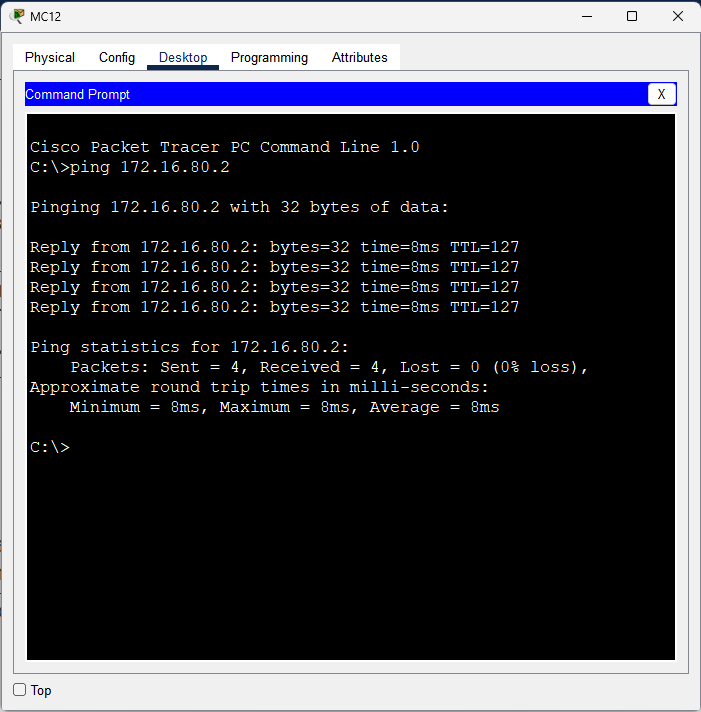 MC12
Physical Config Desktop Programming Attributes
Command Prompt X
Cisco Packet Tracer PC Command Line 1.0
C:\>ping 172.16.80.2
Pinging 172.16.80.2 with 32 bytes of data:
Reply from 172.16.80.2: bytes=32 time=8ms TTL=127
Reply from 172.16.80.2: bytes=32 time=8ms TTL=127
Reply from 172.16.80.2: bytes=32 time=8ms TTL=127
Reply from 172.16.80.2: bytes=32 time=8ms TTL=127
Ping statistics for 172.16.80.2:
Packets: Sent = 4, Received = 4, Lost = 0 (0% loss),
Approximate round trip times in milli-seconds:
Minimum = 8ms, Maximum = 8ms, Average = 8ms
C:\>
Top